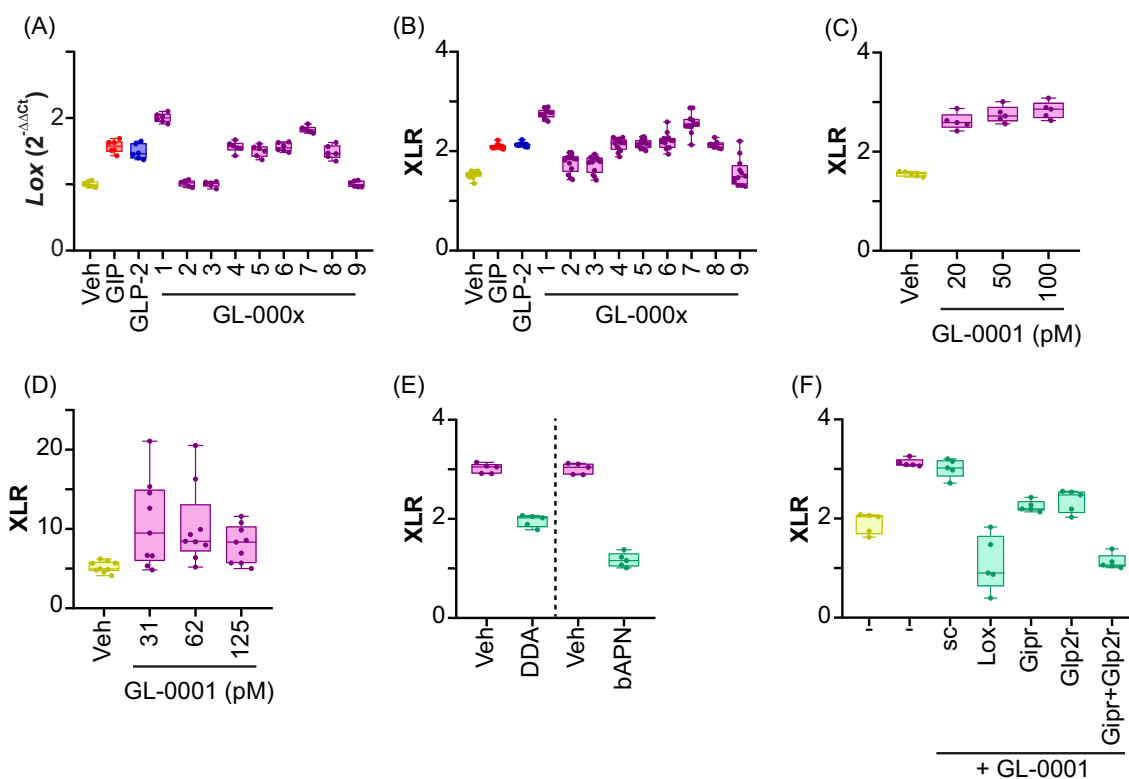 (A)
Lox (2^-ΔΔCt)
2
1
0
Veh
GIP
GLP-2
1
2
3
4
5
6
7
8
9
GL-000x
(B)
XLR
4
2
0
Veh
GIP
GLP-2
1
2
3
4
5
6
7
8
9
GL-000x
(C)
XLR
4
2
0
Veh
20
50
100
GL-0001 (pM)
(D)
XLR
20
10
0
Veh
31
62
125
GL-0001 (pM)
(E)
XLR
4
2
0
Veh
DDA
Veh
bAPN
(F)
XLR
4
2
0
-
-
sc
Lox
Gipr
Glp2r
Gipr+Glp2r
+ GL-0001